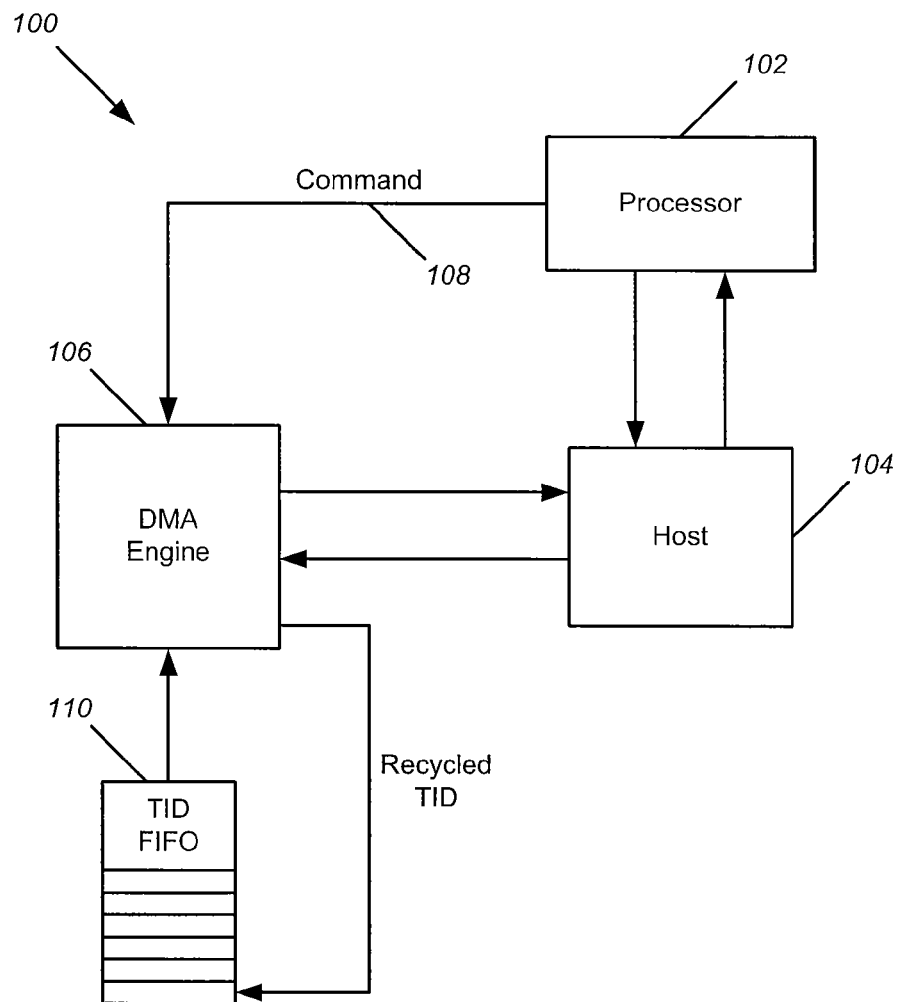 100
102
Command
Processor
108
106
104
DMA
Engine
Host
110
Recycled
TID
TID
FIFO